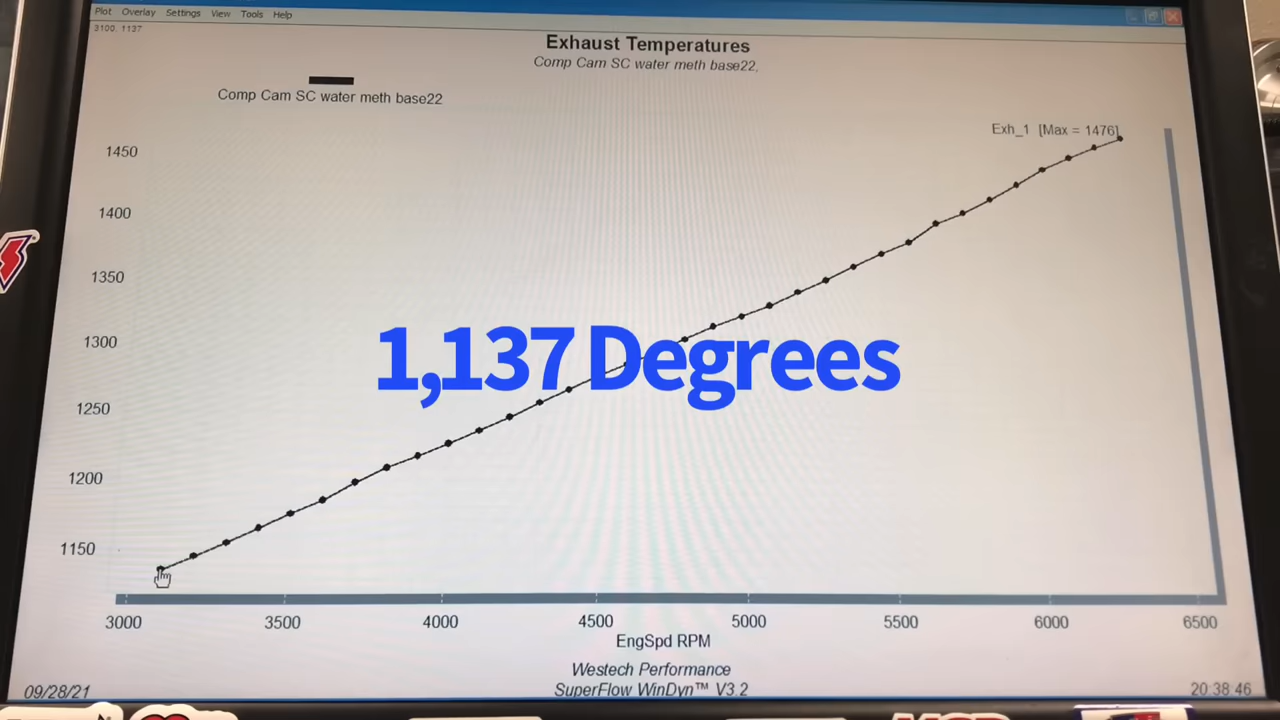 Plot Overlay Settings View Tools Help
3100, 1137
Exhaust Temperatures
Comp Cam SC water meth base22,
Comp Cam SC water meth base22
Exh_1 [Max = 1476]
1450
1400
1350
1300
1,137 Degrees
1250
1200
1150
3000 3500 4000 4500 5000 5500 6000 6500
EngSpd RPM
Westech Performance
SuperFlow WinDyn™ V3.2
09/28/21
20:38:46